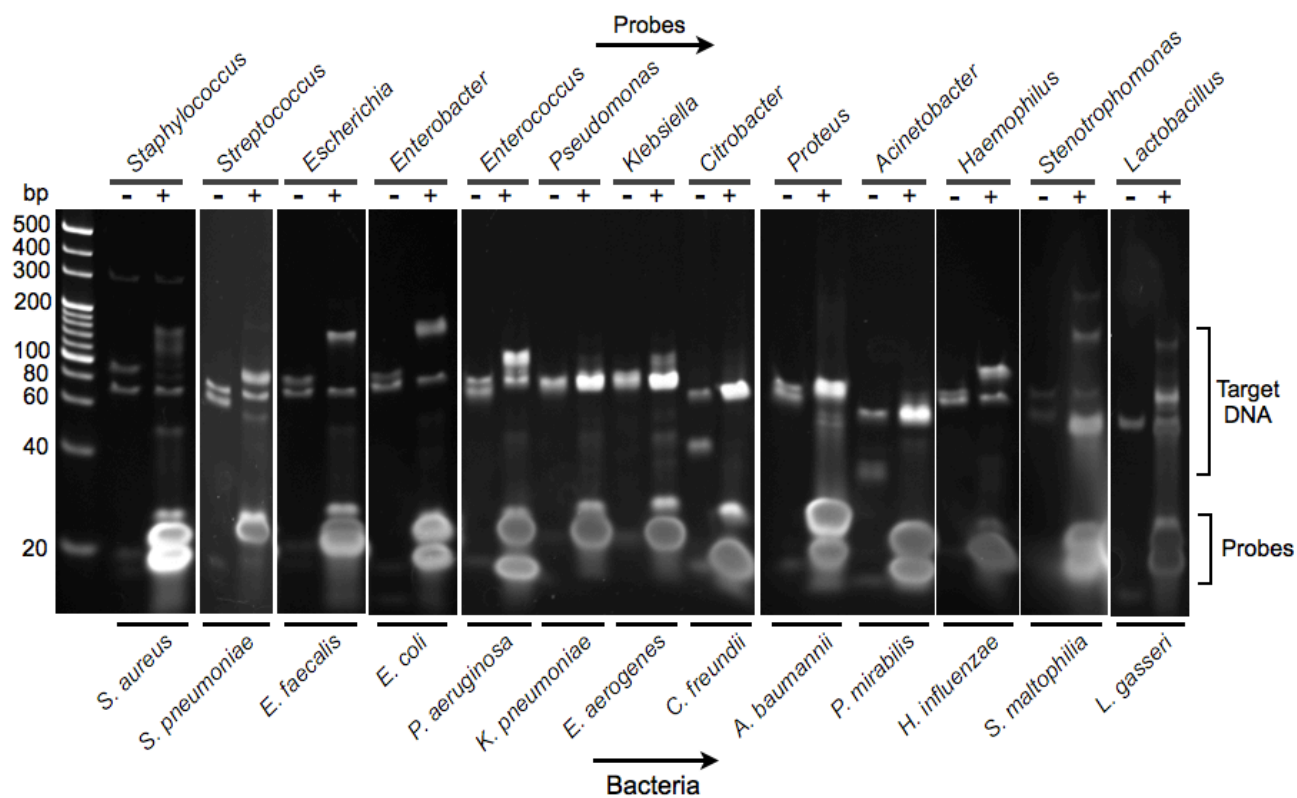 Probes
Staphylococcus
Streptococcus
Escherichia
Enterobacter
Enterococcus
Pseudomonas
Klebsiella
Citrobacter
Proteus
Acinetobacter
Haemophilus
Stenotrophomonas
Lactobacillus
bp - + - + - + - + - + - + - + - + - + - + - + - + - +
500
400
300
200
100
80
60
40
20
Target
DNA
Probes
S. aureus
S. pneumoniae
E. faecalis
E. coli
P. aeruginosa
K. pneumoniae
E. aerogenes
C. freundii
A. baumannii
P. mirabilis
H. influenzae
S. maltophilia
L. gasseri
Bacteria